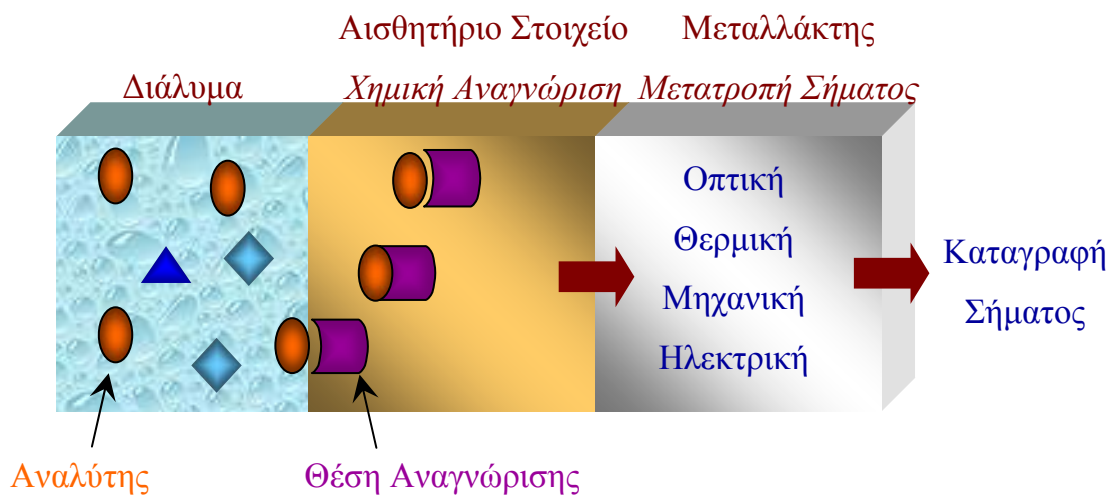 Αισθητήριο Στοιχείο
Μεταλλάκτης
Διάλυμα
Χημική Αναγνώριση
Μετατροπή Σήματος
Οπτική
Θερμική
Μηχανική
Ηλεκτρική
Καταγραφή
Σήματος
Αναλύτης
Θέση Αναγνώρισης